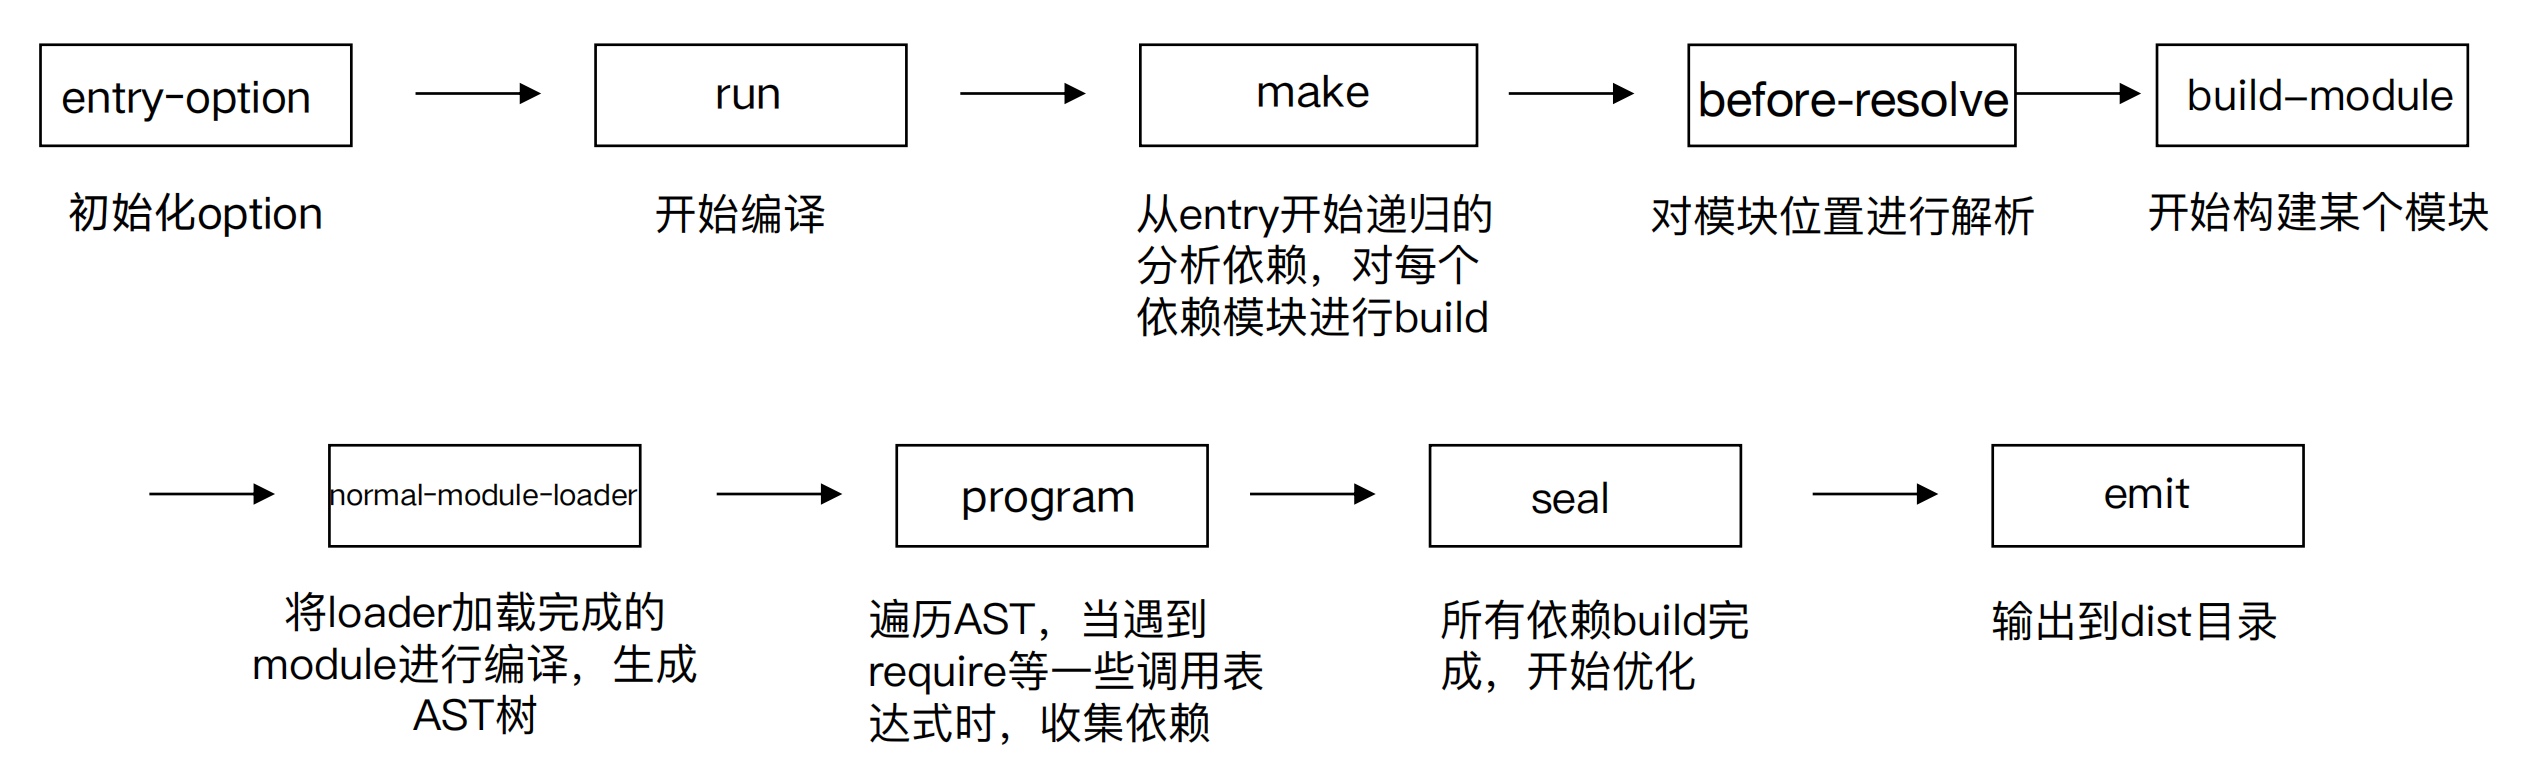 entry-option
run
make
before-resolve
build-module
初始化option
开始编译
从entry开始递归的
分析依赖，对每个
依赖模块进行build
对模块位置进行解析
开始构建某个模块
normal-module-loader
program
seal
emit
将loader加载完成的
module进行编译，生成
AST树
遍历AST，当遇到
require等一些调用表
达式时，收集依赖
所有依赖build完
成，开始优化
输出到dist目录